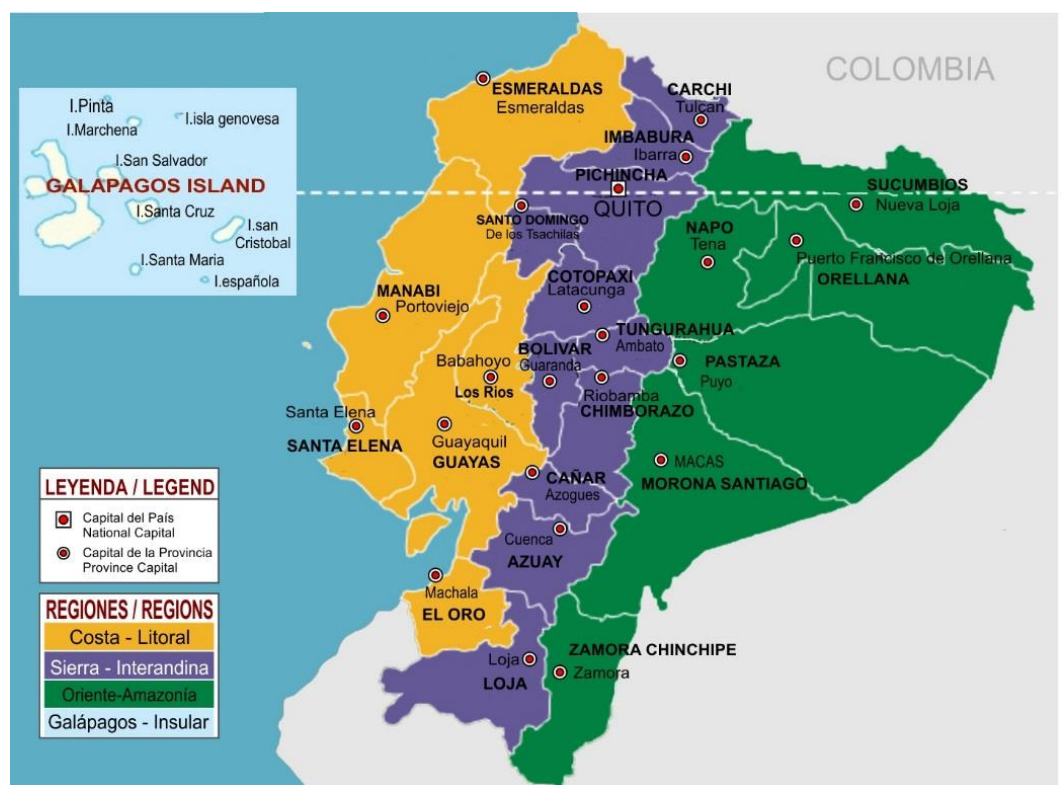 COLOMBIA
ESMERALDAS
Esmeraldas
CARCHI
Tulcan
IMBABURA
Ibarra
PICHINCHA
QUITO
I.Pinta
I.Marchena
I.isla genovesa
I.San Salvador
GALAPAGOS ISLAND
I.Santa Cruz
I.san
Cristobal
I.Santa Maria
I.española
SANTO DOMINGO
De los Tsachilas
SUCUMBIOS
Nueva Loja
NAPO
Tena
Puerto Francisco de Orellana
ORELLANA
COTOPAXI
Latacunga
MANABI
Portoviejo
TUNGURAHUA
Ambato
BOLIVAR
Guaranda
PASTAZA
Puyo
Babahoyo
Los Rios
Riobamba
CHIMBORAZO
Santa Elena
SANTA ELENA
Guayaquil
GUAYAS
MACAS
MORONA SANTIAGO
CAÑAR
Azogues
Cuenca
AZUAY
Machala
EL ORO
Loja
LOJA
ZAMORA CHINCHIPE
Zamora
LEYENDA / LEGEND
Capital del País
National Capital
Capital de la Provincia
Province Capital
REGIONES / REGIONS
Costa - Litoral
Sierra - Interandina
Oriente-Amazonía
Galápagos - Insular